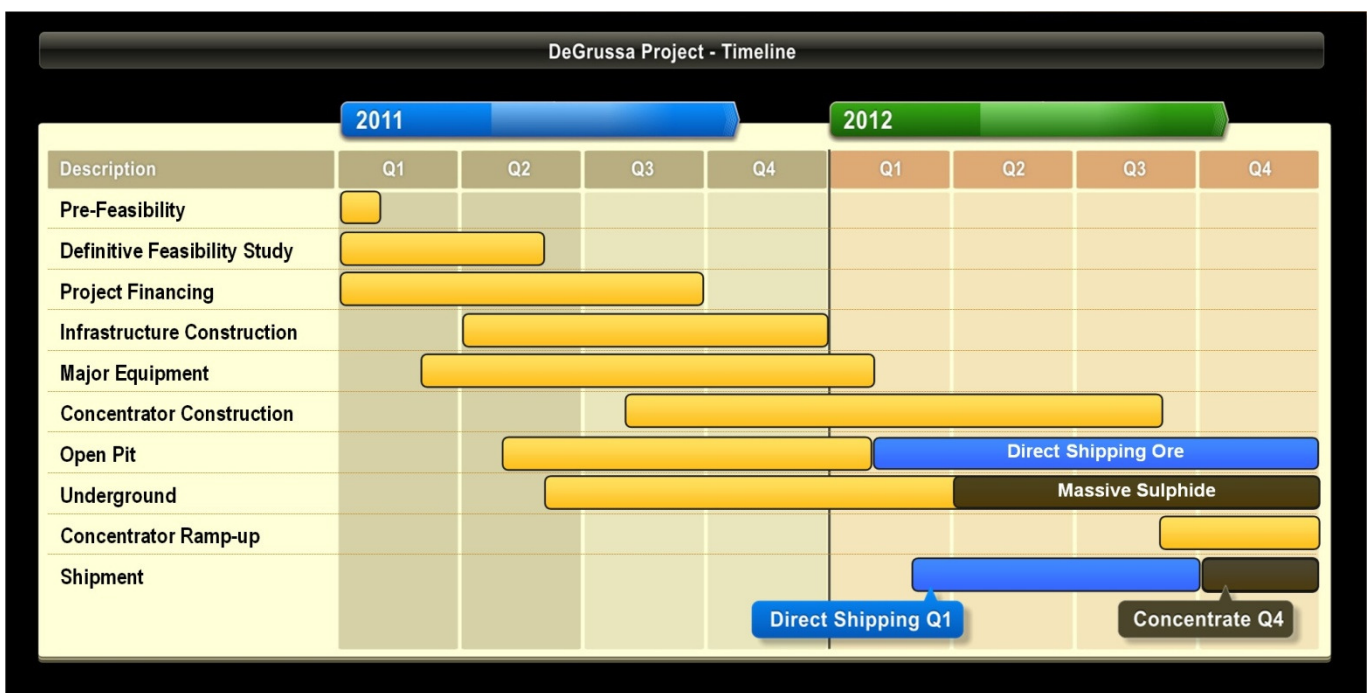 DeGrussa Project - Timeline
2011 2012
Description Q1 Q2 Q3 Q4 Q1 Q2 Q3 Q4
Pre-Feasibility
Definitive Feasibility Study
Project Financing
Infrastructure Construction
Major Equipment
Concentrator Construction
Open Pit Direct Shipping Ore
Underground Massive Sulphide
Concentrator Ramp-up
Shipment
Direct Shipping Q1 Concentrate Q4